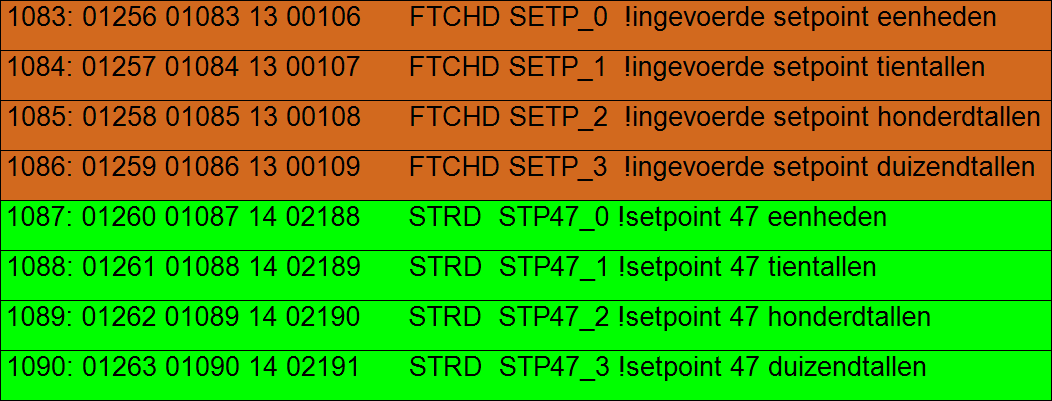 1083: 01256 01083 13 00106 FTCHD SETP_0 !ingevoerde setpoint eenheden
1084: 01257 01084 13 00107 FTCHD SETP_1 !ingevoerde setpoint tientallen
1085: 01258 01085 13 00108 FTCHD SETP_2 !ingevoerde setpoint honderdtallen
1086: 01259 01086 13 00109 FTCHD SETP_3 !ingevoerde setpoint duizendtallen
1087: 01260 01087 14 02188 STRD STP47_0 !setpoint 47 eenheden
1088: 01261 01088 14 02189 STRD STP47_1 !setpoint 47 tientallen
1089: 01262 01089 14 02190 STRD STP47_2 !setpoint 47 honderdtallen
1090: 01263 01090 14 02191 STRD STP47_3 !setpoint 47 duizendtallen